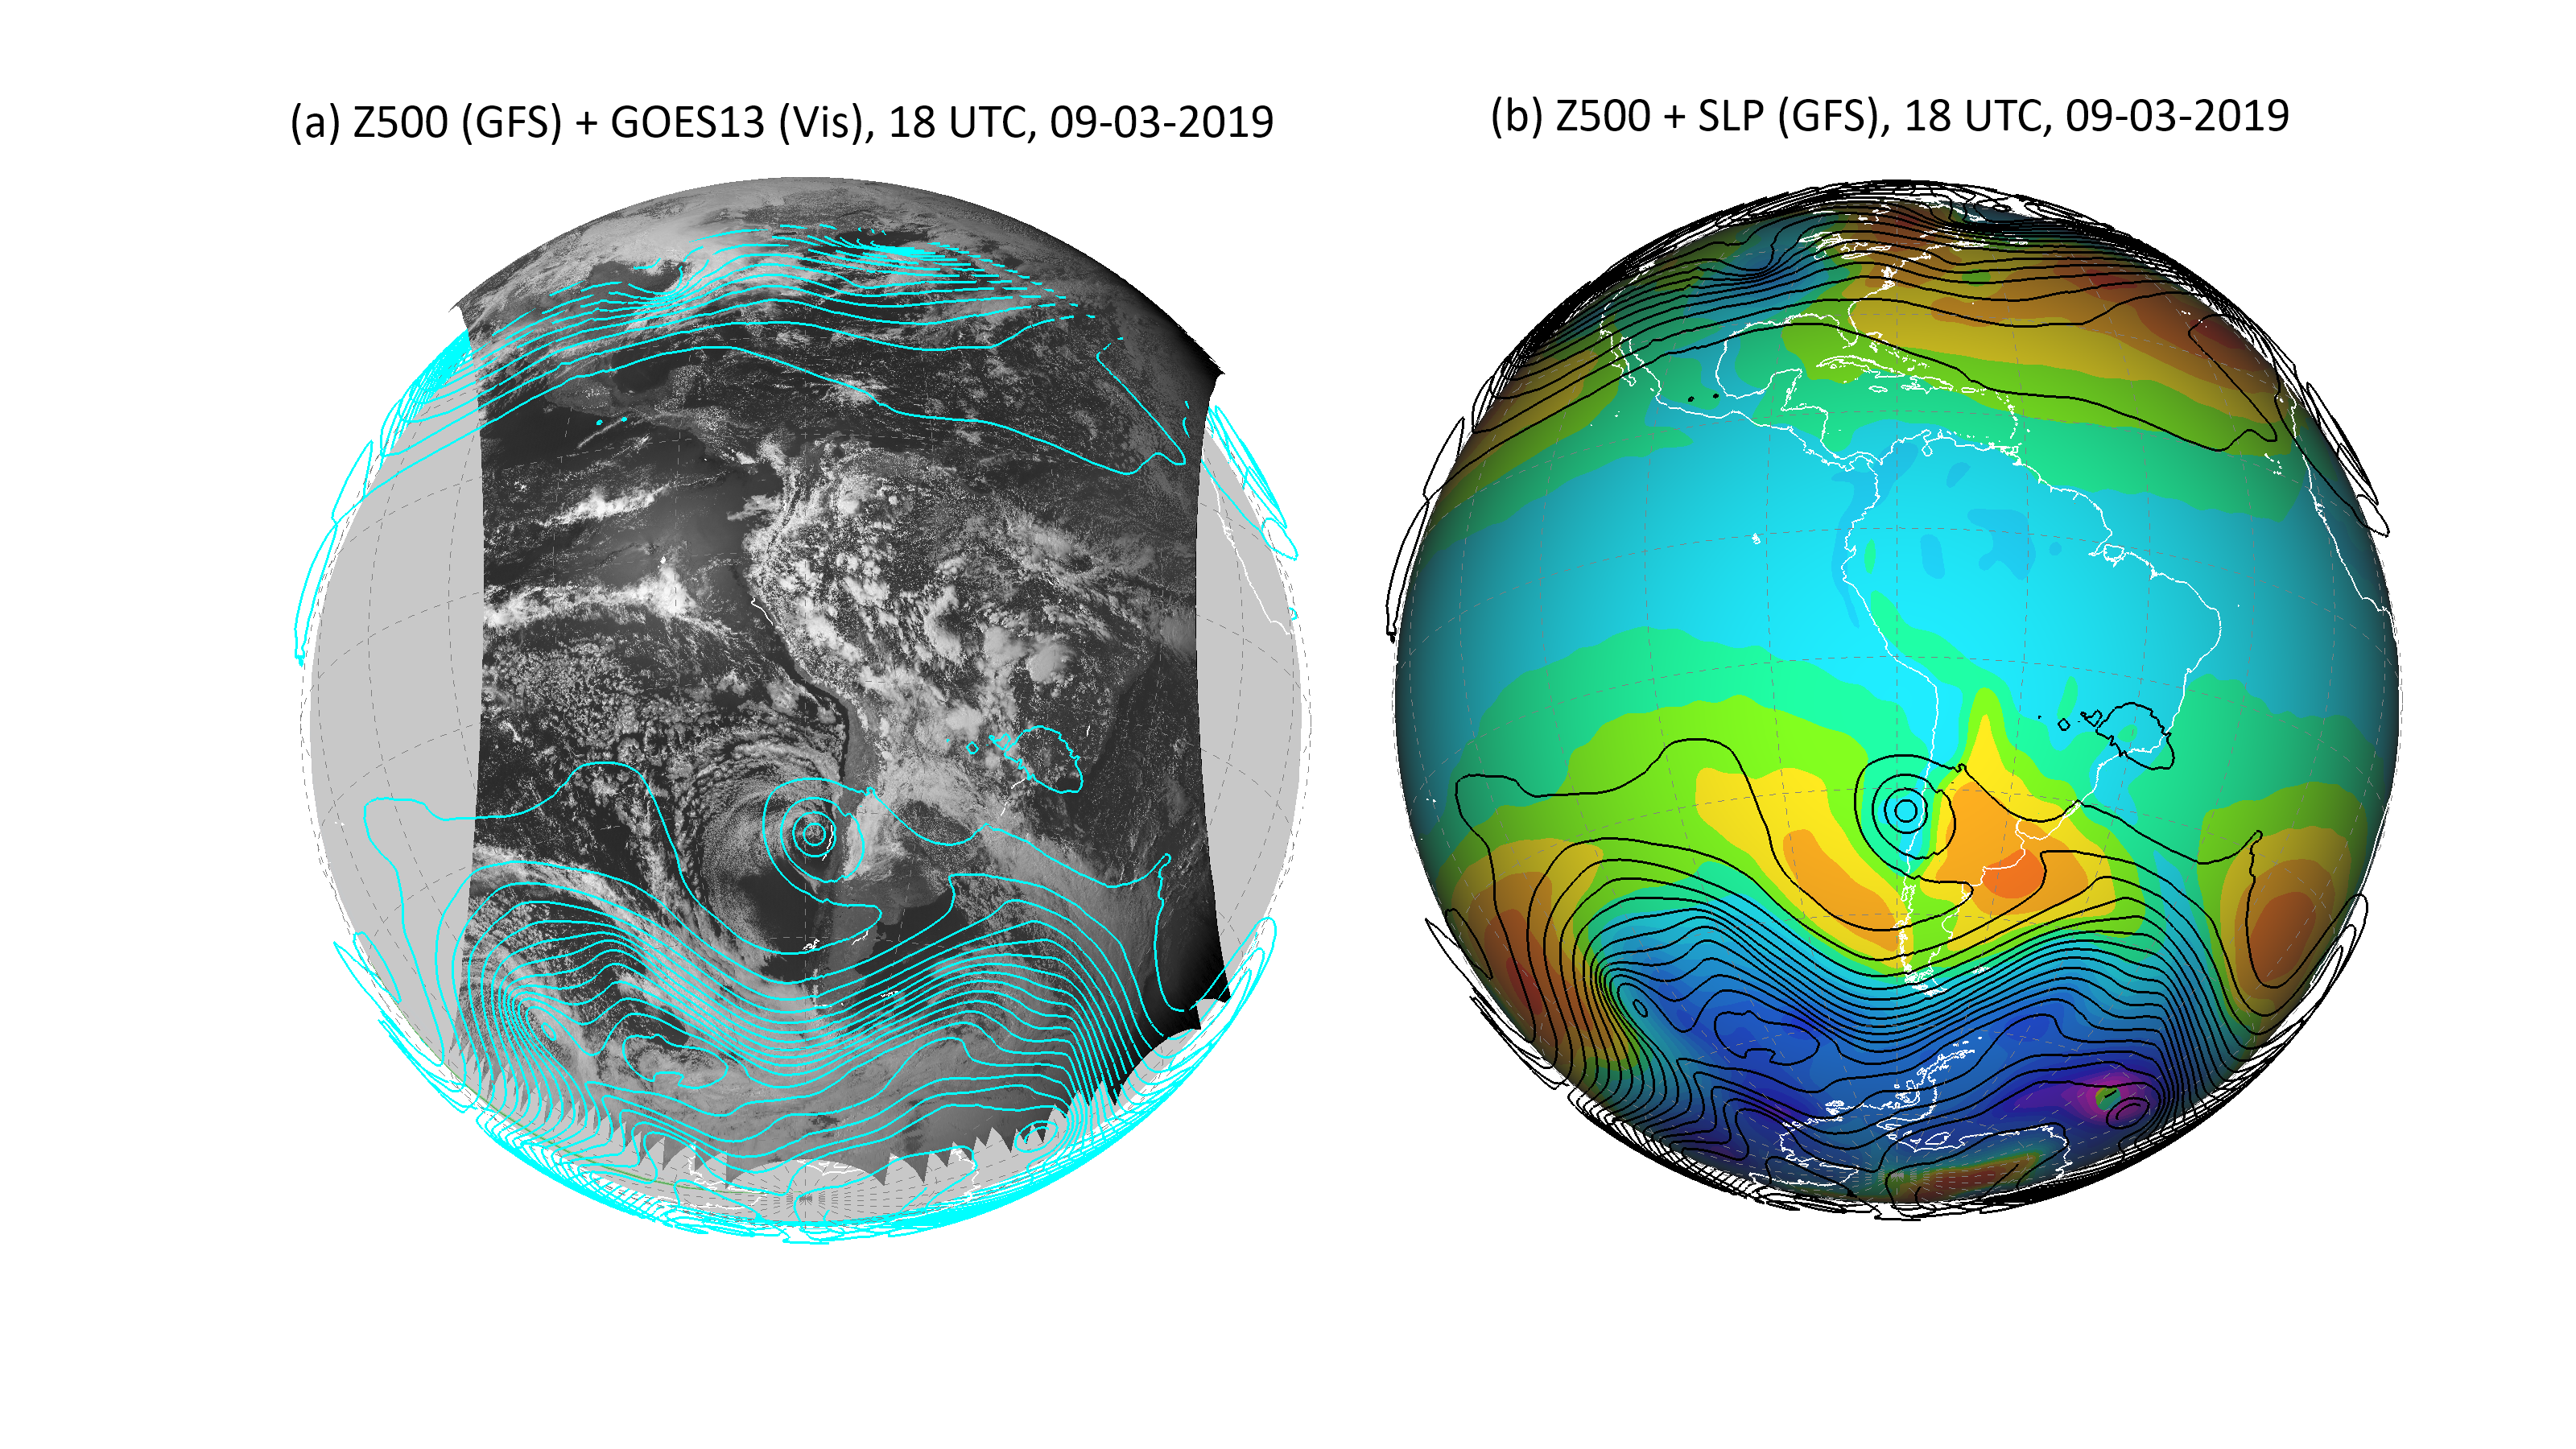 (a) Z500 (GFS) + GOES13 (Vis), 18 UTC, 09-03-2019
(b) Z500 + SLP (GFS), 18 UTC, 09-03-2019